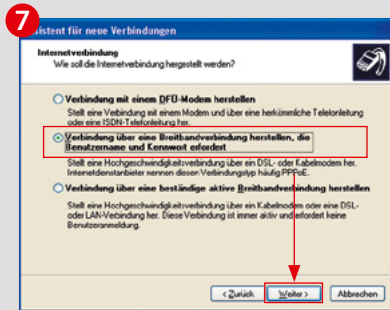 7
sistent für neue Verbindungen
Internetverbindung
Wie soll die Internetverbindung hergestellt werden?
Verbindung mit einem DFÜ-Modem herstellen
Stellt eine Verbindung mit einem Modem und über eine herkömmliche Telefonleitung
oder eine ISDN-Telefonleitung her.
Verbindung über eine Breitbandverbindung herstellen, die
Benutzername und Kennwort erfordert
Stellt eine Hochgeschwindigkeitsverbindung über ein DSL- oder Kabelmodem her.
Internetdienstanbieter nennen diesen Verbindungstyp häufig PPPoE.
Verbindung über eine beständige aktive Breitbandverbindung herstellen
Stellt eine Hochgeschwindigkeitsverbindung über ein Kabelmodem oder eine DSL-
oder LAN-Verbindung her. Diese Verbindung ist immer aktiv und erfordert keine
Benutzeranmeldung.
< Zurück Weiter > Abbrechen